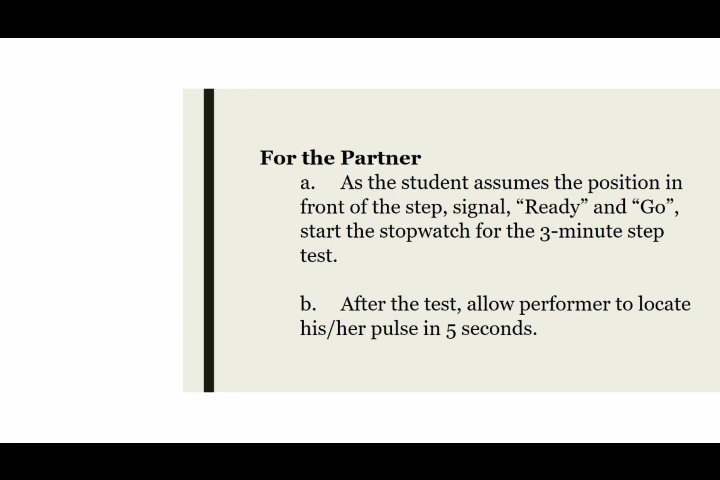 For the Partner
a. As the student assumes the position in
front of the step, signal, “Ready” and “Go”,
start the stopwatch for the 3-minute step
test.
b. After the test, allow performer to locate
his/her pulse in 5 seconds.